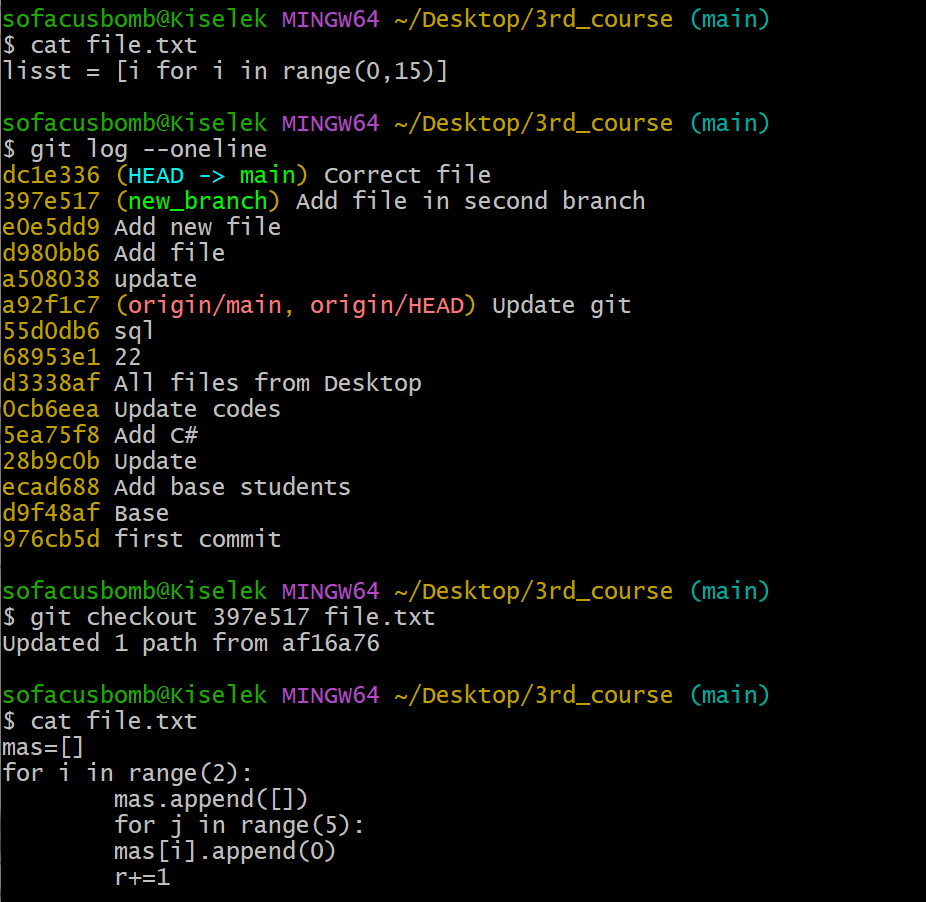 sofacusbomb@Kiselek MINGW64 ~/Desktop/3rd_course (main)
$ cat file.txt
lisst = [i for i in range(0,15)]
sofacusbomb@Kiselek MINGW64 ~/Desktop/3rd_course (main)
$ git log --oneline
dc1e336 (HEAD -> main) Correct file
397e517 (new_branch) Add file in second branch
e0e5dd9 Add new file
d980bb6 Add file
a508038 update
a92f1c7 (origin/main, origin/HEAD) Update git
55d0db6 sql
68953e1 22
d3338af All files from Desktop
0cb6eea Update codes
5ea75f8 Add C#
28b9c0b Update
ecad688 Add base students
d9f48af Base
976cb5d first commit
sofacusbomb@Kiselek MINGW64 ~/Desktop/3rd_course (main)
$ git checkout 397e517 file.txt
Updated 1 path from af16a76
sofacusbomb@Kiselek MINGW64 ~/Desktop/3rd_course (main)
$ cat file.txt
mas=[]
for i in range(2):
        mas.append([])
        for j in range(5):
        mas[i].append(0)
        r+=1